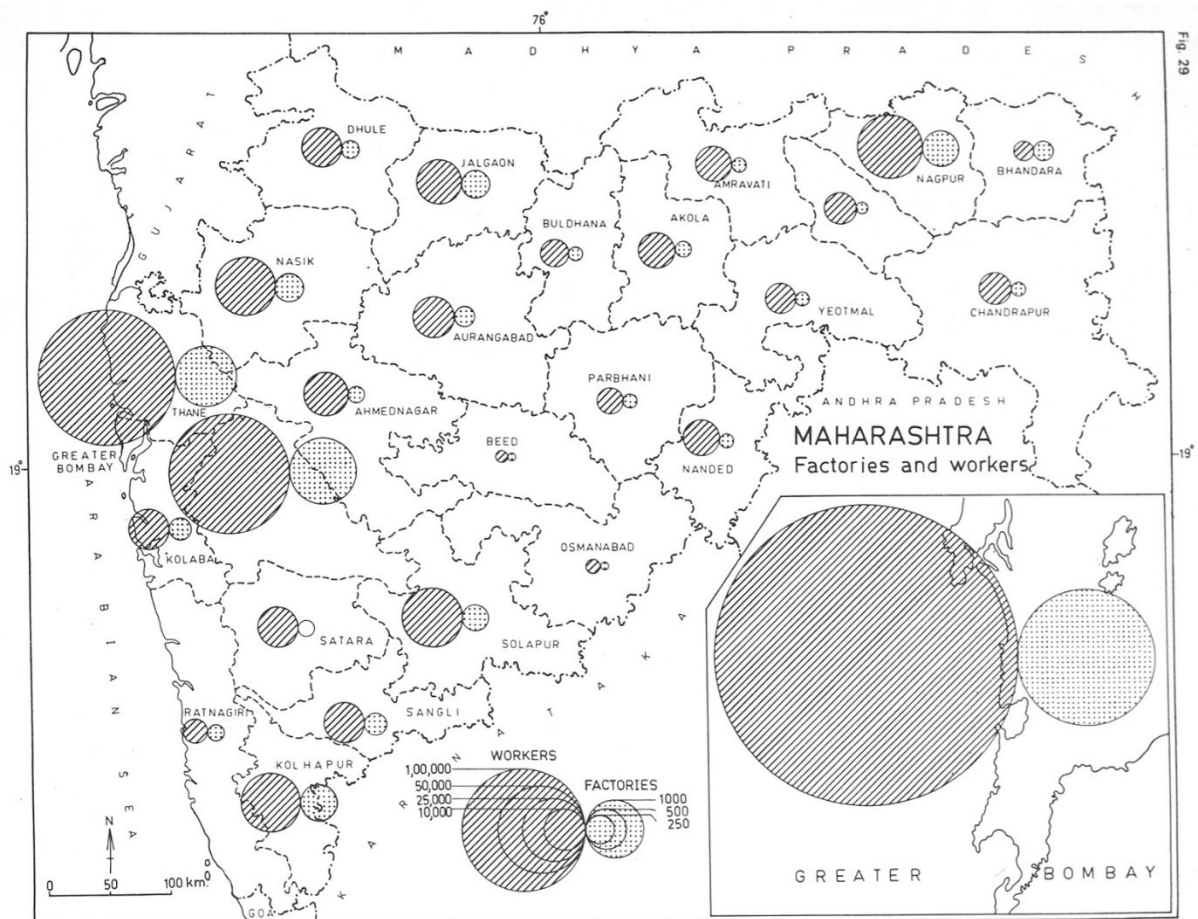 76°
Fig. 29
M A D H Y A P R A D E S H
G U J A R A T
DHULE
JALGAON
AMRAVATI
NAGPUR
BHANDARA
BULDHANA
AKOLA
NASIK
AURANGABAD
YEOTMAL
CHANDRAPUR
THANE
AHMEDNAGAR
PARBHANI
ANDHRA PRADESH
GREATER
BOMBAY
BEED
NANDED
MAHARASHTRA
Factories and workers
19°
19°
KOLABA
OSMANABAD
SATARA
SOLAPUR
RATNAGIRI
SANGLI
KOLHAPUR
A R A B I A N S E A
K A R N A T A K A
WORKERS
1,00,000
50,000
25,000
10,000
FACTORIES
1000
500
250
N
0 50 100 km.
GOA
GREATER BOMBAY